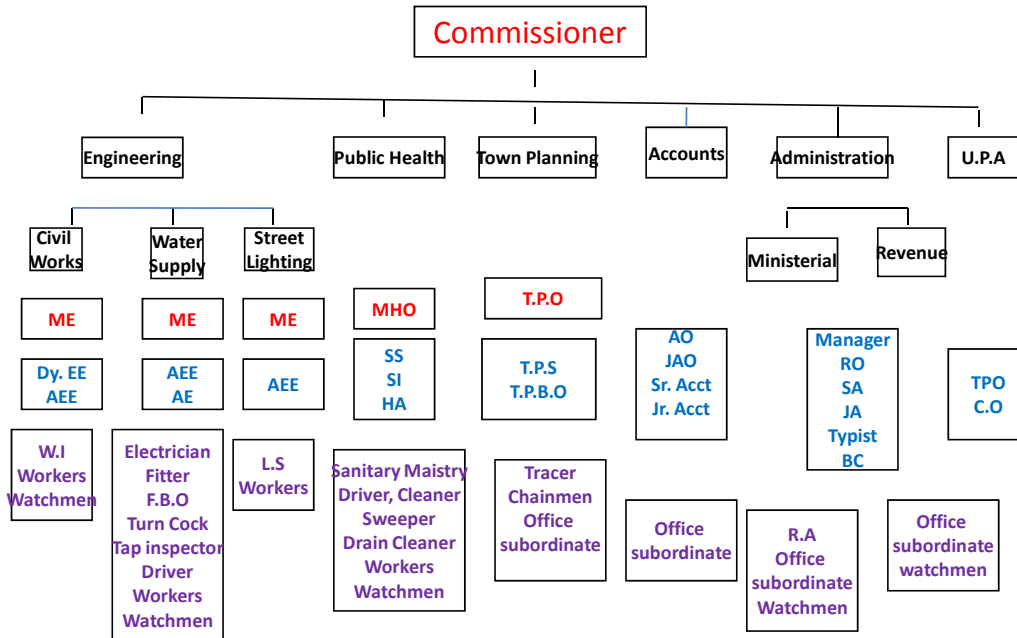 Commissioner
Engineering
Public Health
Town Planning
Accounts
Administration
U.P.A
Civil
Works
Water
Supply
Street
Lighting
Ministerial
Revenue
ME
ME
ME
MHO
T.P.O
Dy. EE
AEE
AEE
AE
AEE
SS
SI
HA
T.P.S
T.P.B.O
AO
JAO
Sr. Acct
Jr. Acct
Manager
RO
SA
JA
Typist
BC
TPO
C.O
W.I
Workers
Watchmen
Electrician
Fitter
F.B.O
Turn Cock
Tap inspector
Driver
Workers
Watchmen
L.S
Workers
Sanitary Maistry
Driver, Cleaner
Sweeper
Drain Cleaner
Workers
Watchmen
Tracer
Chainmen
Office
subordinate
Office
subordinate
R.A
Office
subordinate
Watchmen
Office
subordinate
watchmen